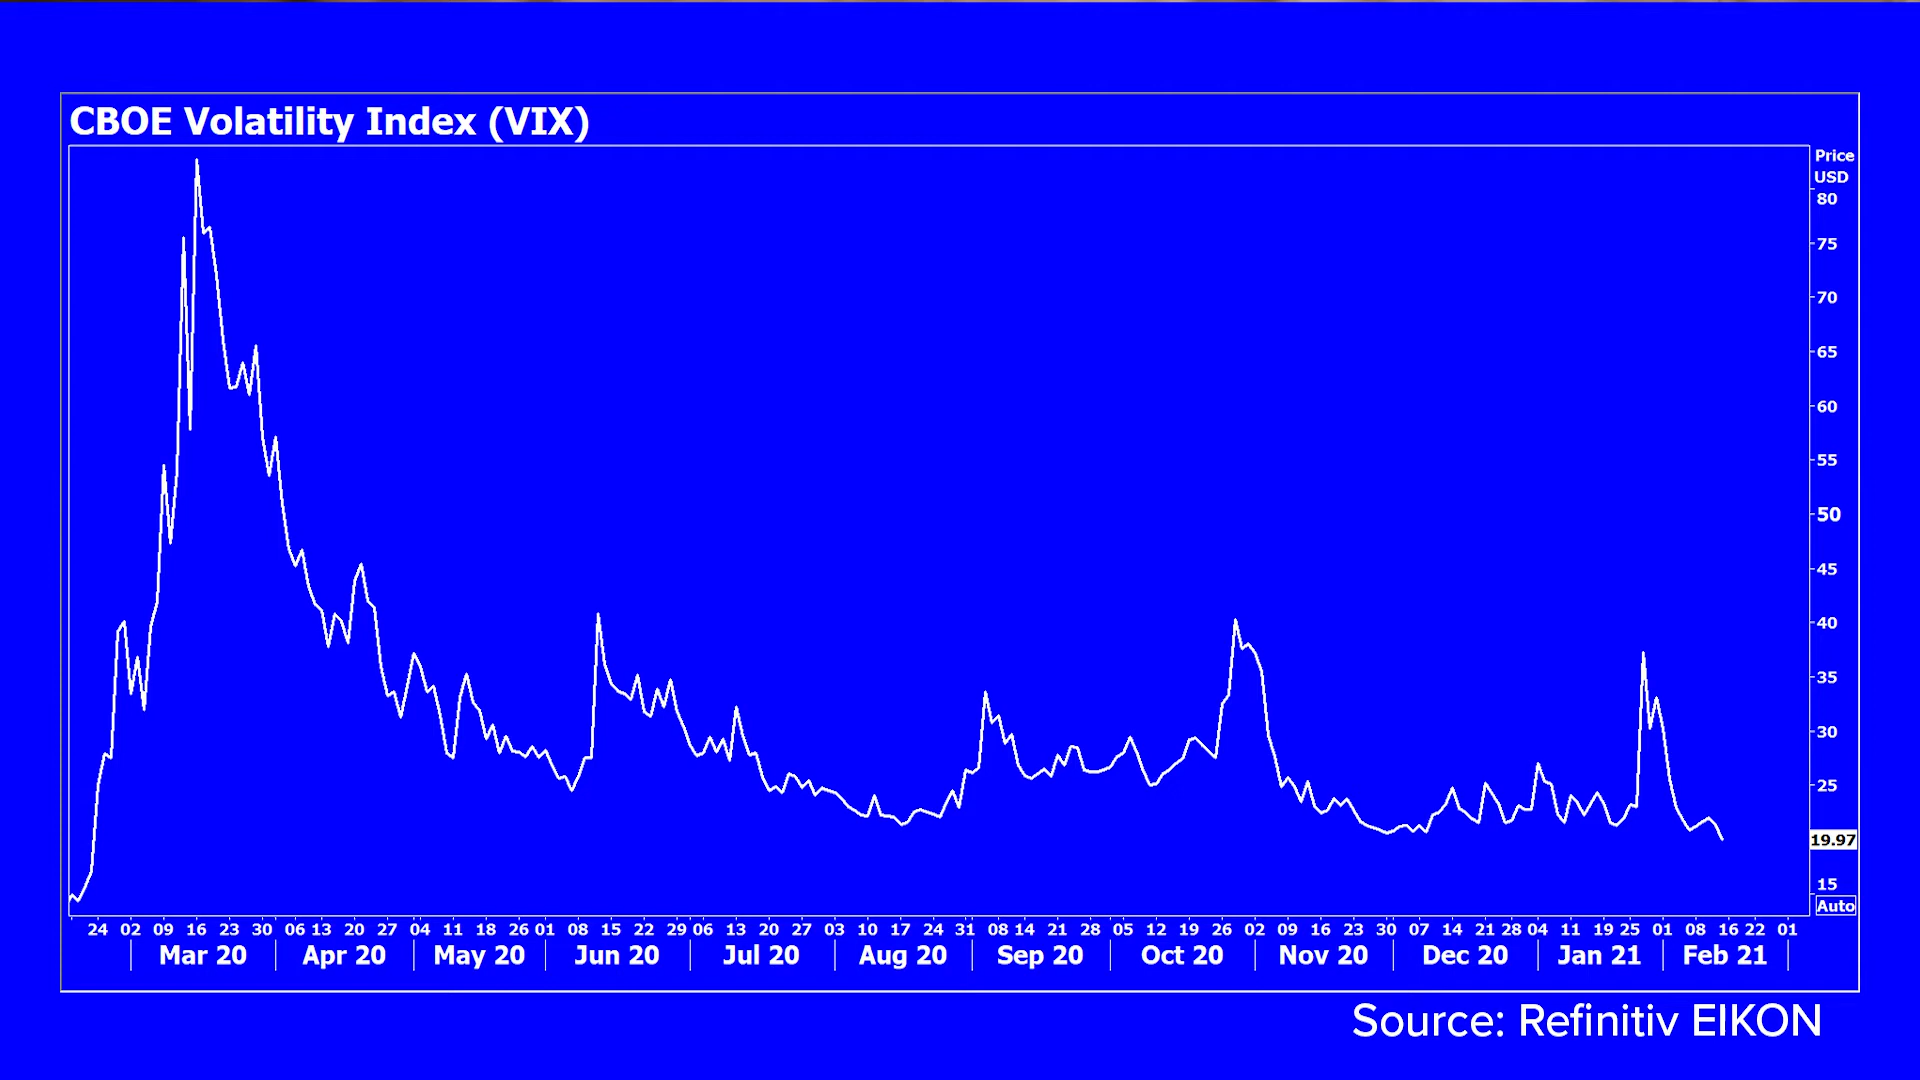 CBOE Volatility Index (VIX)
Price
USD
80
75
70
65
60
55
50
45
40
35
30
25
19.97
15
Auto
24 02 09 16 23 30 06 13 20 27 04 11 18 26 01 08 15 22 29 06 13 20 27 03 10 17 24 31 08 14 21 28 05 12 19 26 02 09 16 23 30 07 14 21 28 04 11 19 25 01 08 16 22 01
Mar 20 Apr 20 May 20 Jun 20 Jul 20 Aug 20 Sep 20 Oct 20 Nov 20 Dec 20 Jan 21 Feb 21
Source: Refinitiv EIKON